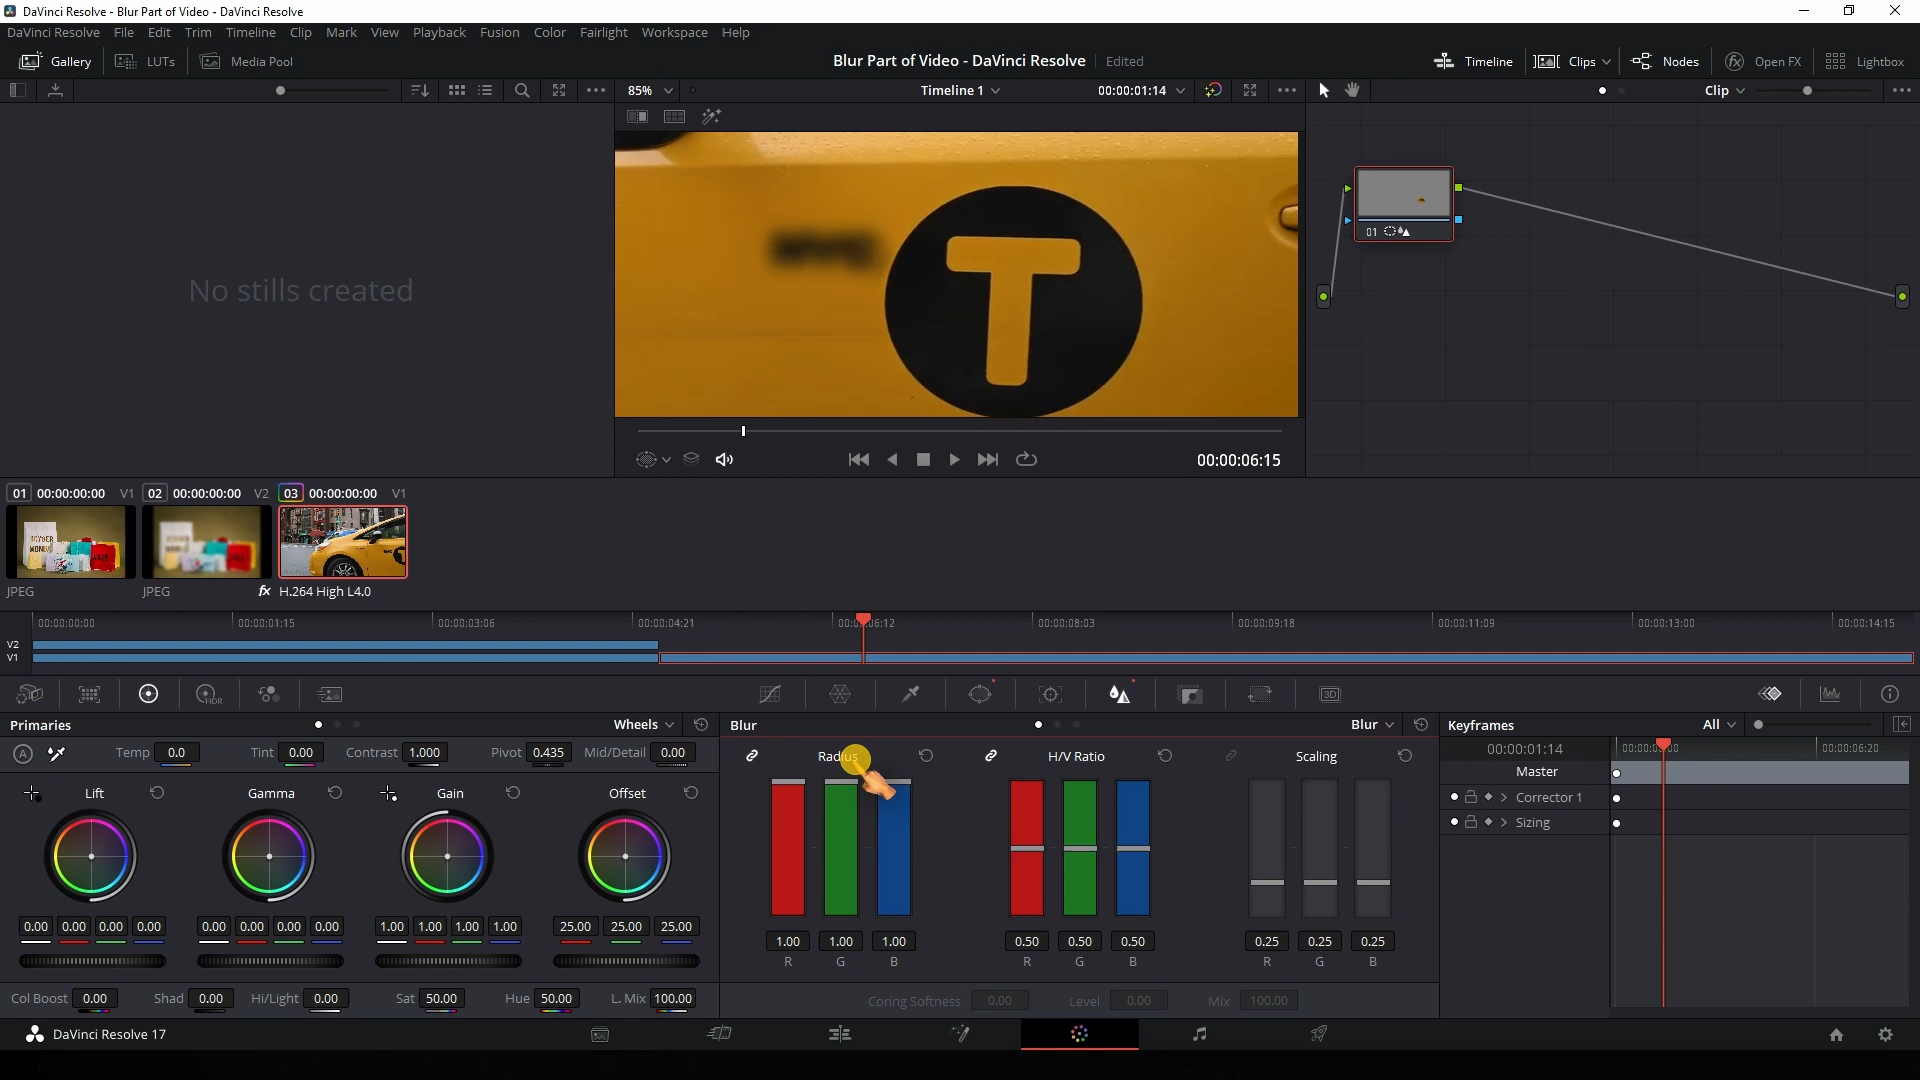 DaVinci Resolve - Blur Part of Video - DaVinci Resolve
DaVinci Resolve File Edit Trim Timeline Clip Mark View Playback Fusion Color Fairlight Workspace Help
Gallery LUTs Media Pool Blur Part of Video - DaVinci Resolve Edited Timeline Clips Nodes Open FX Lightbox
85% Timeline 1 00:00:01:14 Clip
T
01
No stills created
00:00:06:15
01 00:00:00:00 V1 02 00:00:00:00 V2 03 00:00:00:00 V1
JPEG JPEG fx H.264 High L4.0
00:00:00:00 00:00:01:15 00:00:03:06 00:00:04:21 00:00:08:03 00:00:09:18 00:00:11:09 00:00:13:00 00:00:14:15
V2
V1
HDR 3D
Primaries Wheels Blur Blur Keyframes All
A Temp 0.0 Tint 0.00 Contrast 1.000 Pivot 0.435 Mid/Detail 0.00 Radius H/V Ratio Scaling 00:00:01:14 00:00:06:20
Master
Lift Gamma Gain Offset Corrector 1
Sizing
0.00 0.00 0.00 0.00 0.00 0.00 0.00 0.00 1.00 1.00 1.00 1.00 25.00 25.00 25.00
1.00 1.00 1.00 0.50 0.50 0.50 0.25 0.25 0.25
R G B R G B R G B
Col Boost 0.00 Shad 0.00 Hi/Light 0.00 Sat 50.00 Hue 50.00 L. Mix 100.00 Coring Softness 0.00 Level 0.00 Mix 100.00
DaVinci Resolve 17